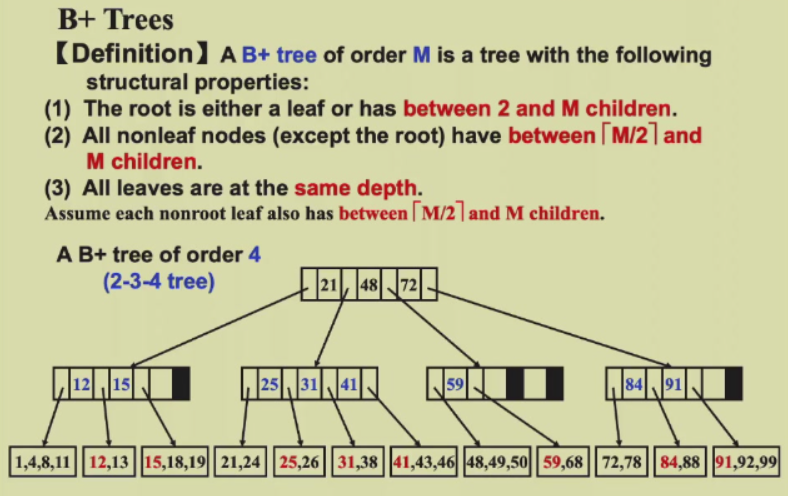 B+ Trees
【Definition】A B+ tree of order M is a tree with the following
structural properties:
(1) The root is either a leaf or has between 2 and M children.
(2) All nonleaf nodes (except the root) have between ⌈M/2⌉ and
M children.
(3) All leaves are at the same depth.
Assume each nonroot leaf also has between ⌈M/2⌉ and M children.
A B+ tree of order 4
(2-3-4 tree)
21 48 72
12 15 25 31 41 59 84 91
1,4,8,11 12,13 15,18,19 21,24 25,26 31,38 41,43,46 48,49,50 59,68 72,78 84,88 91,92,99